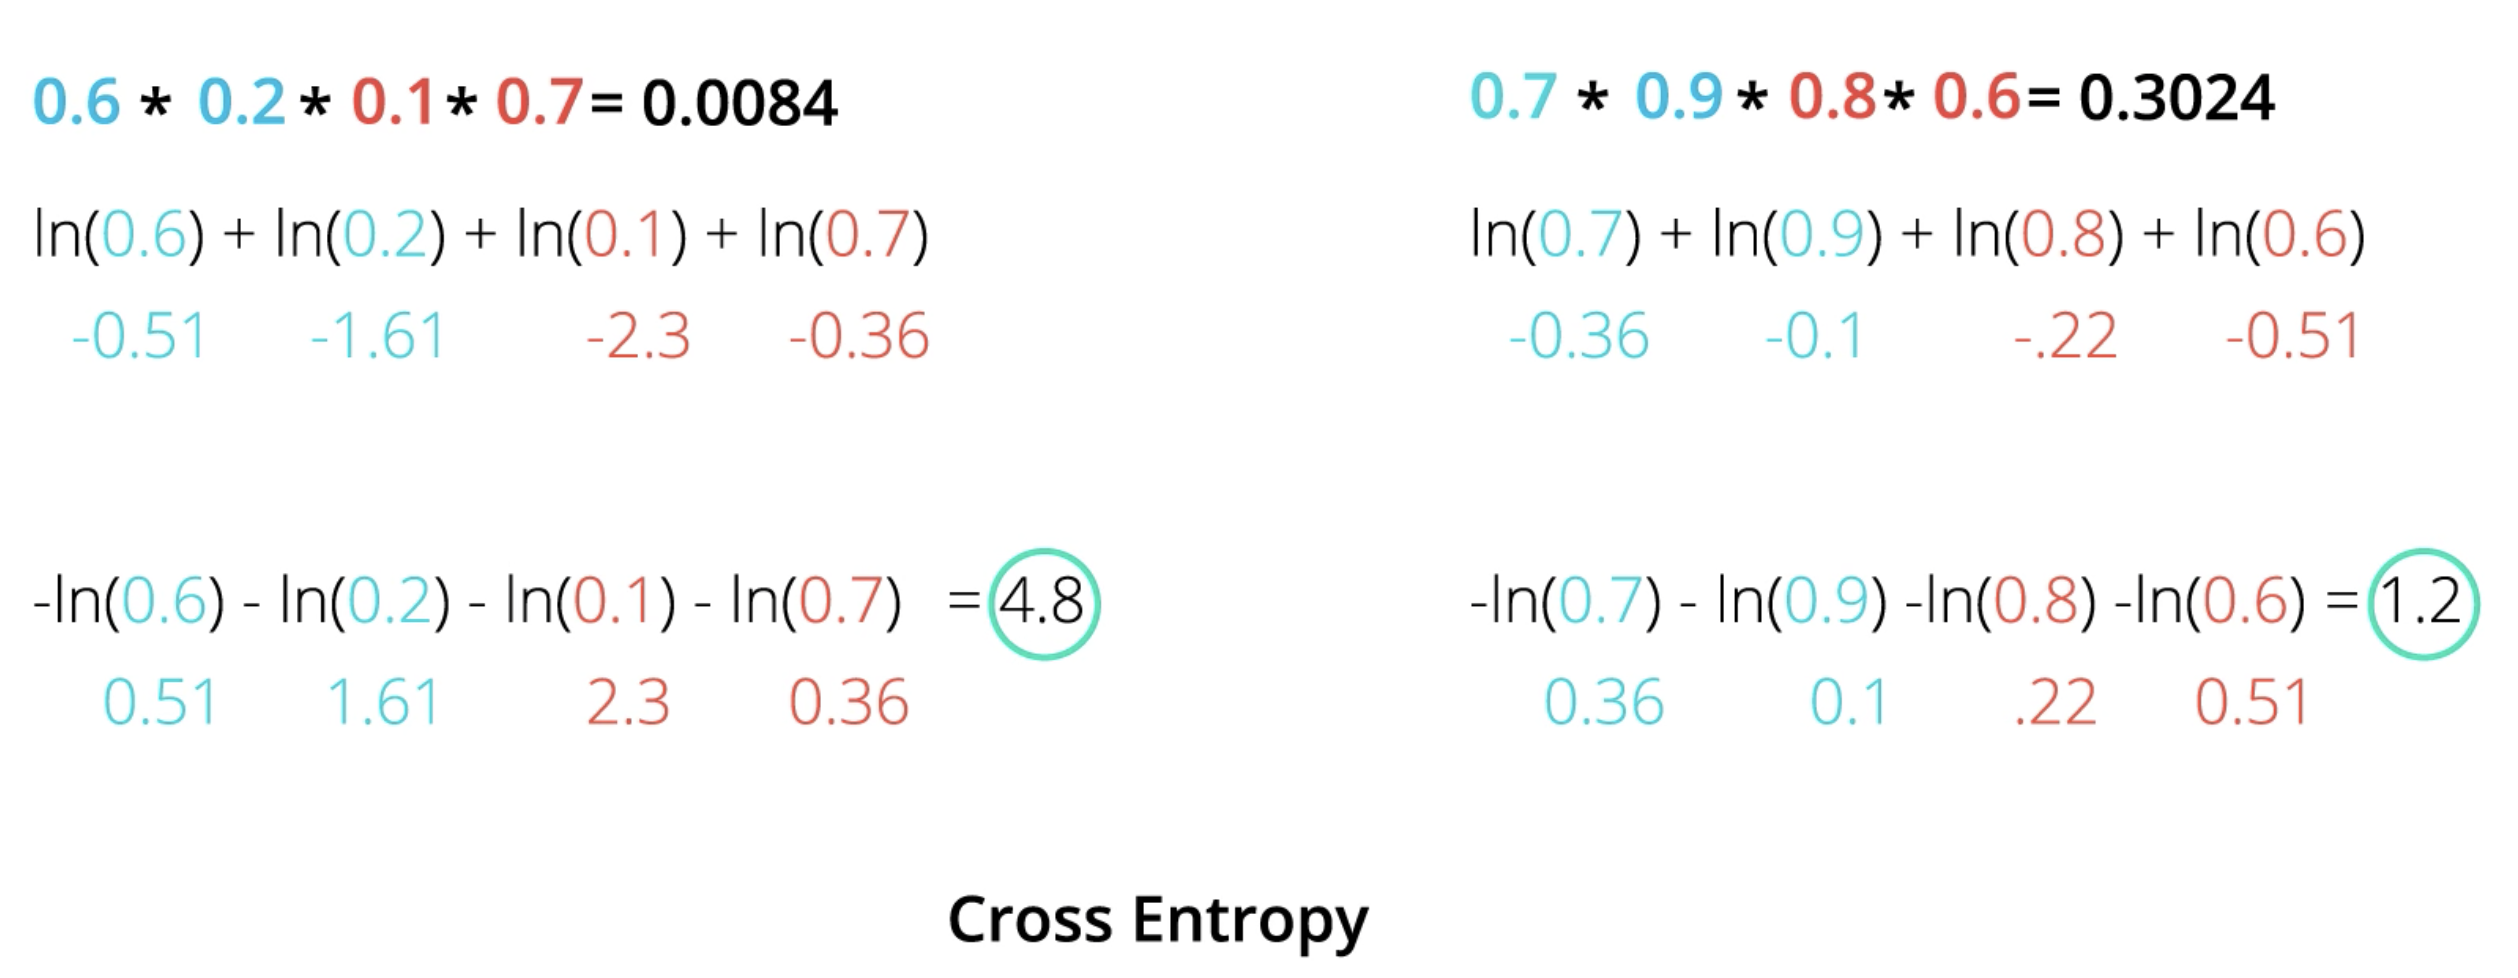 0.6 * 0.2 * 0.1 * 0.7 = 0.0084
ln(0.6) + ln(0.2) + ln(0.1) + ln(0.7)
-0.51 -1.61 -2.3 -0.36
-ln(0.6) - ln(0.2) - ln(0.1) - ln(0.7) = 4.8
0.51 1.61 2.3 0.36
0.7 * 0.9 * 0.8 * 0.6 = 0.3024
ln(0.7) + ln(0.9) + ln(0.8) + ln(0.6)
-0.36 -0.1 -.22 -0.51
-ln(0.7) - ln(0.9) -ln(0.8) -ln(0.6) = 1.2
0.36 0.1 .22 0.51
Cross Entropy